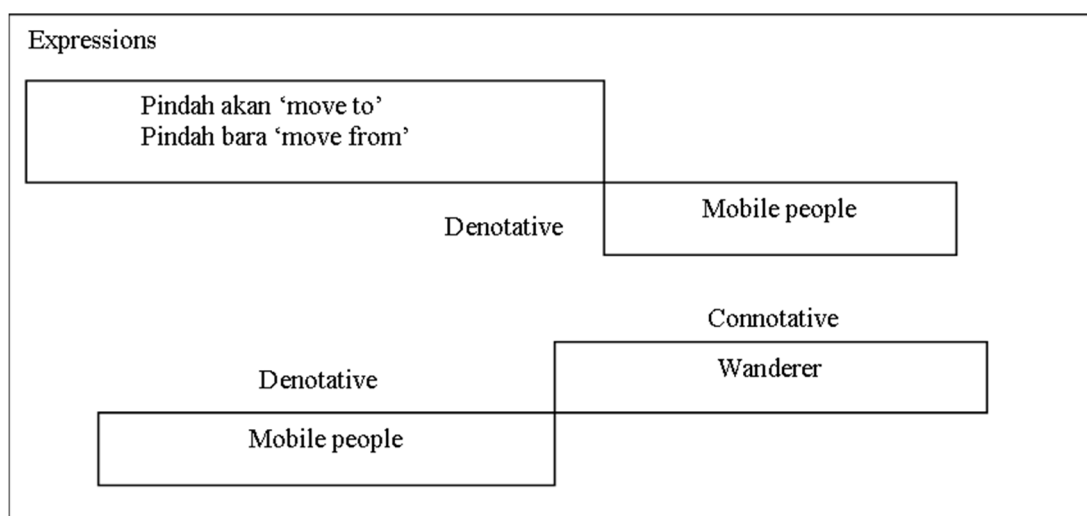 Expressions
Pindah akan ‘move to’
Pindah bara ‘move from’
Mobile people
Denotative
Connotative
Wanderer
Denotative
Mobile people